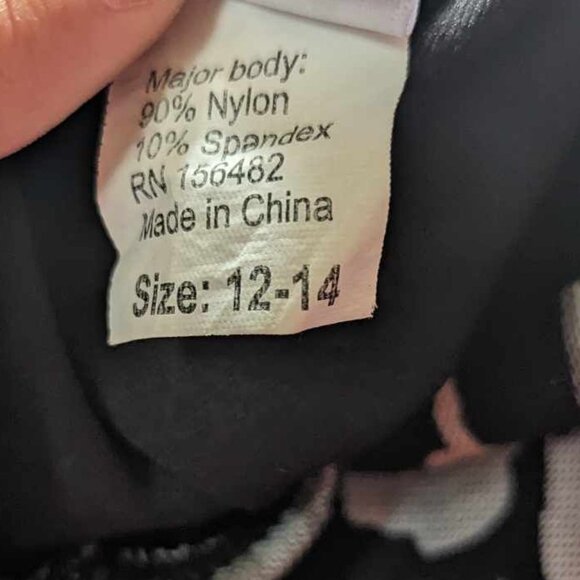 Major body:
90% Nylon
10% Spandex
RN 156482
Made in China
Size: 12-14